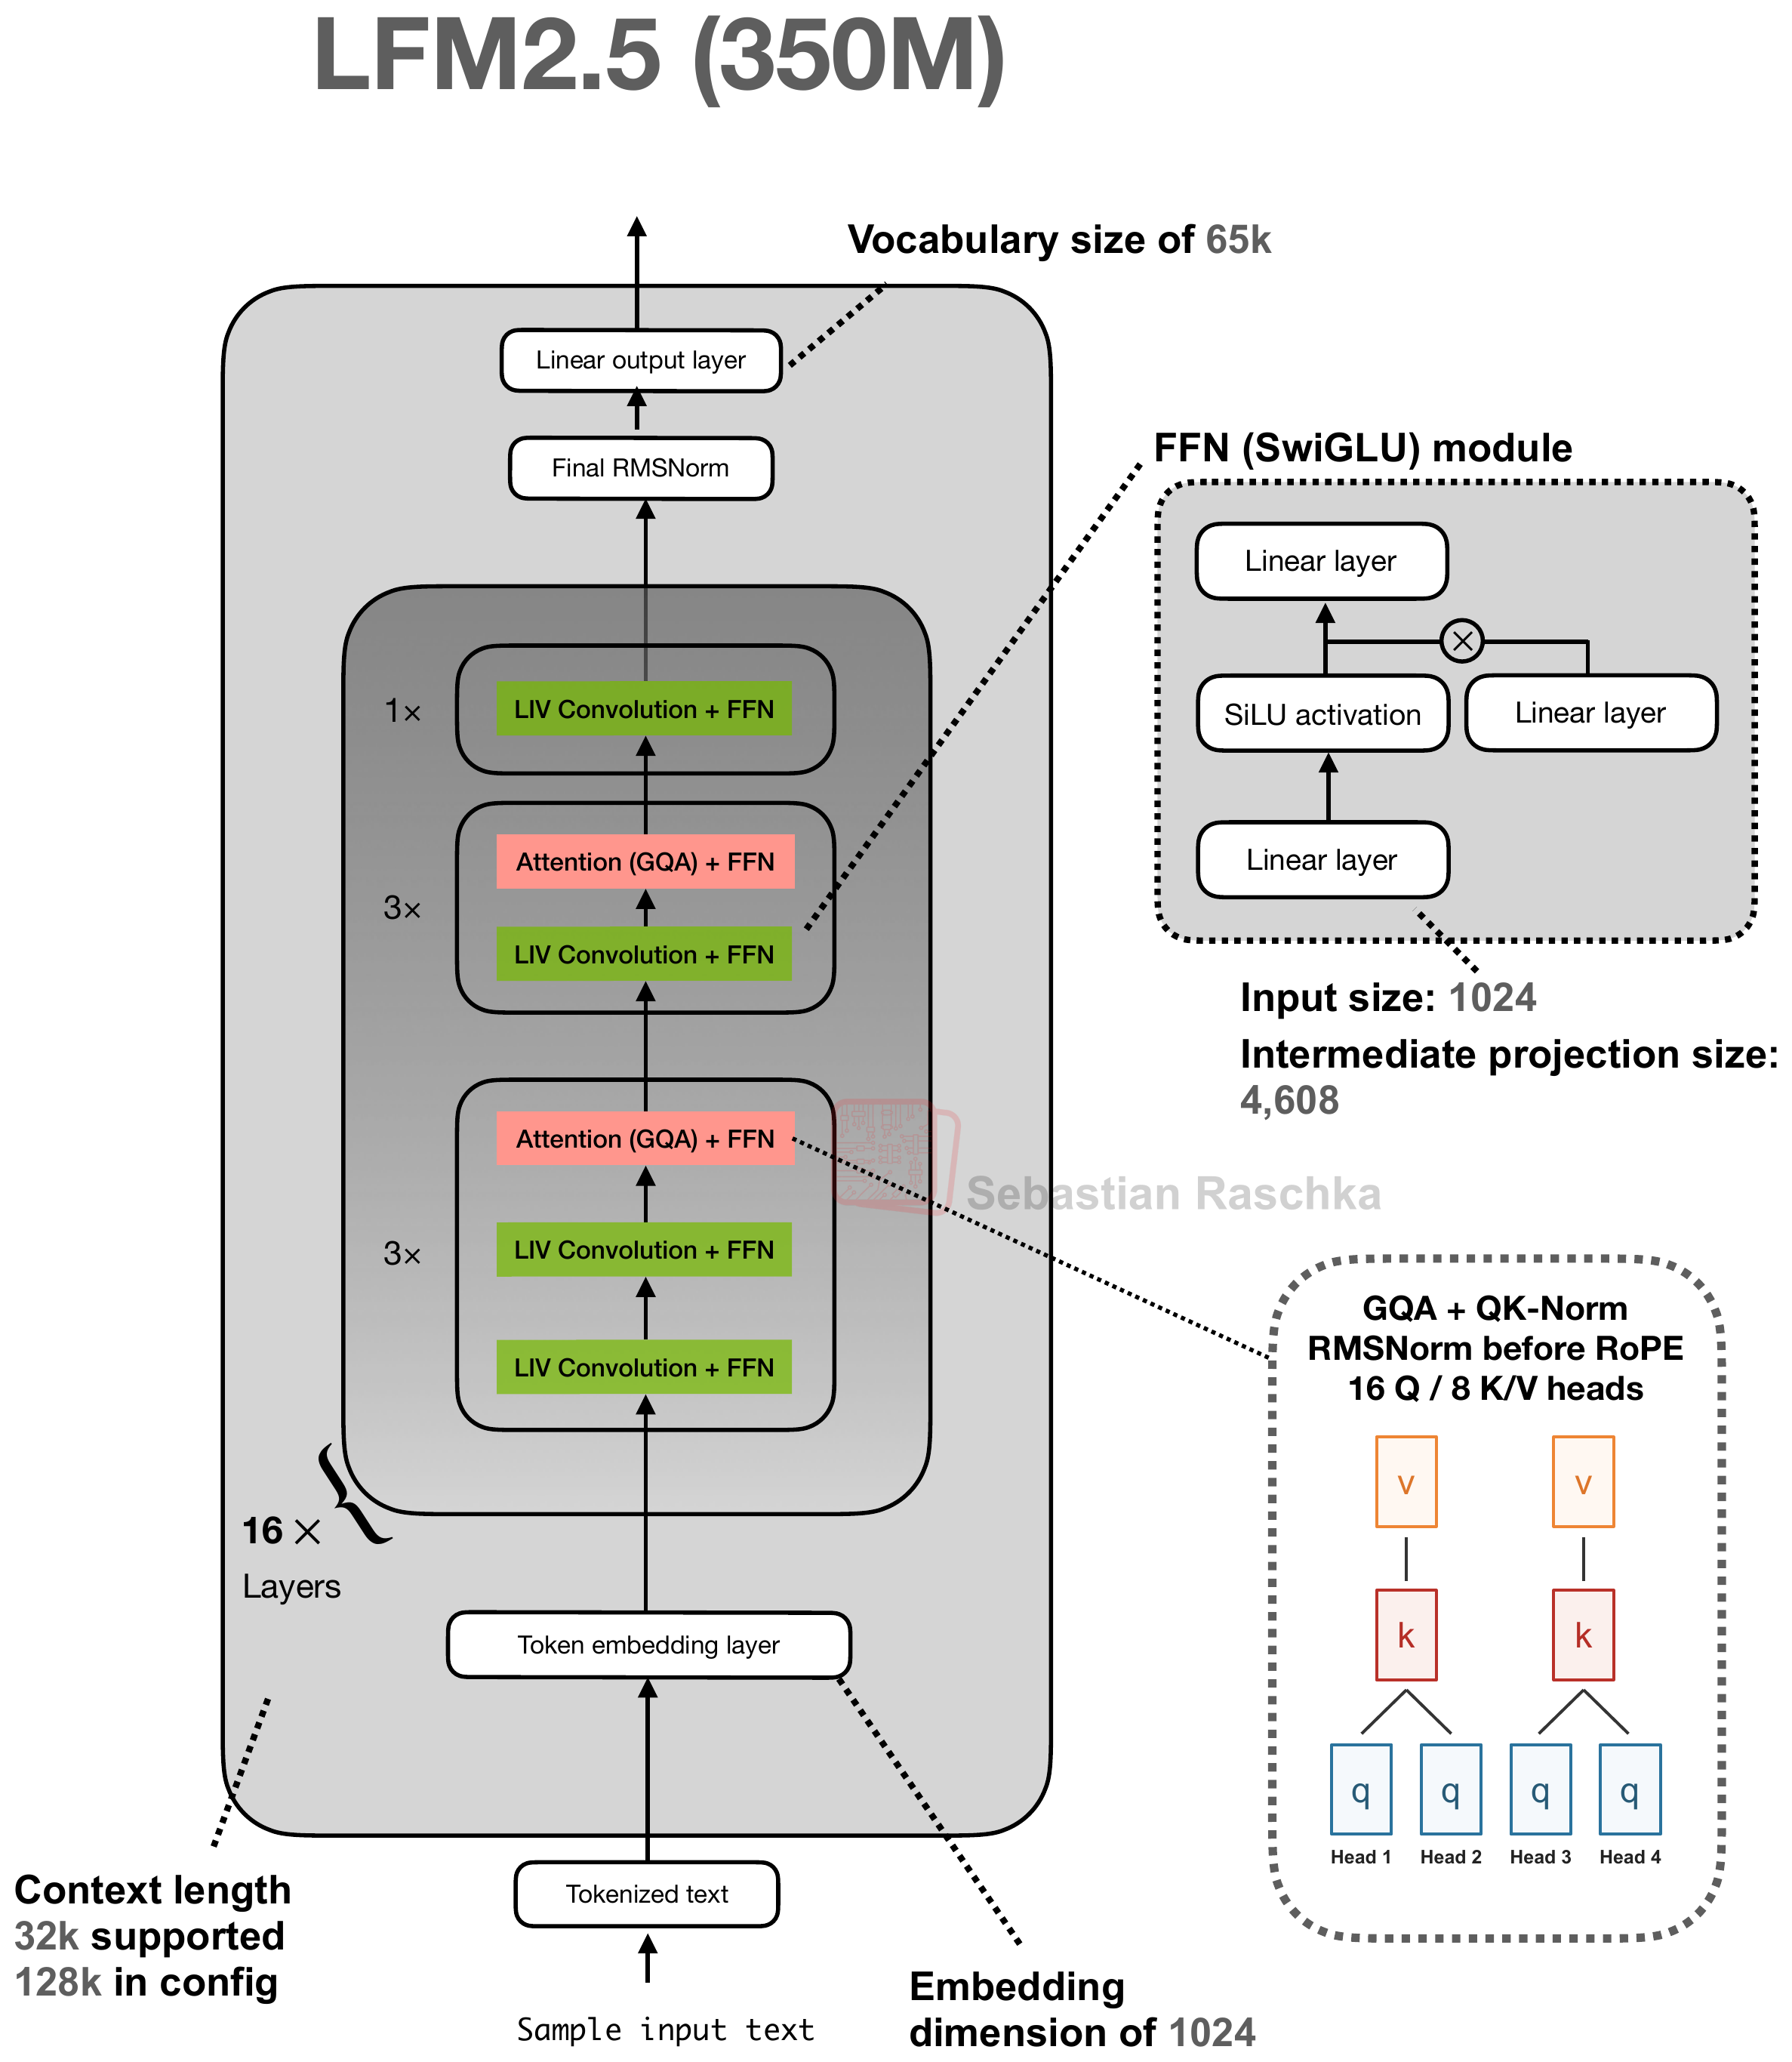 LFM2.5 (350M)
Vocabulary size of 65k
Linear output layer
Final RMSNorm
1×
LIV Convolution + FFN
3×
Attention (GQA) + FFN
LIV Convolution + FFN
3×
Attention (GQA) + FFN
LIV Convolution + FFN
LIV Convolution + FFN
16 ×
Layers
Token embedding layer
Tokenized text
Sample input text
Context length
32k supported
128k in config
Embedding
dimension of 1024
FFN (SwiGLU) module
Linear layer
SiLU activation
Linear layer
Linear layer
Input size: 1024
Intermediate projection size:
4,608
Sebastian Raschka
GQA + QK-Norm
RMSNorm before RoPE
16 Q / 8 K/V heads
v v
k k
q q q q
Head 1 Head 2 Head 3 Head 4